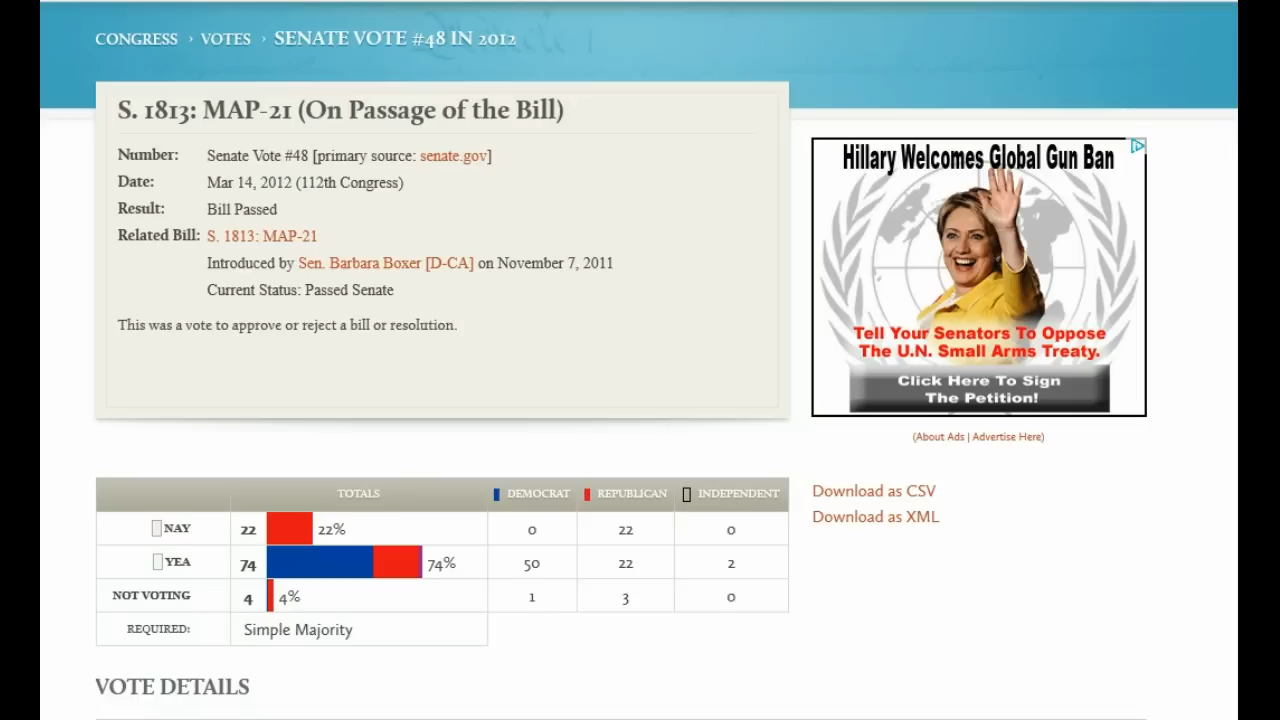 CONGRESS › VOTES › SENATE VOTE #48 IN 2012
S. 1813: MAP-21 (On Passage of the Bill)
Number: Senate Vote #48 [primary source: senate.gov]
Date: Mar 14, 2012 (112th Congress)
Result: Bill Passed
Related Bill: S. 1813: MAP-21
Introduced by Sen. Barbara Boxer [D-CA] on November 7, 2011
Current Status: Passed Senate
This was a vote to approve or reject a bill or resolution.
Hillary Welcomes Global Gun Ban
Tell Your Senators To Oppose
The U.N. Small Arms Treaty.
Click Here To Sign
The Petition!
(About Ads | Advertise Here)
TOTALS DEMOCRAT REPUBLICAN INDEPENDENT
NAY 22 22% 0 22 0
YEA 74 74% 50 22 2
NOT VOTING 4 4% 1 3 0
REQUIRED: Simple Majority
Download as CSV
Download as XML
VOTE DETAILS